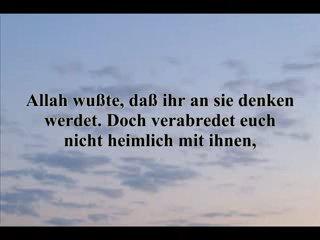 Allah wußte, daß ihr an sie denken
werdet. Doch verabredet euch
nicht heimlich mit ihnen,